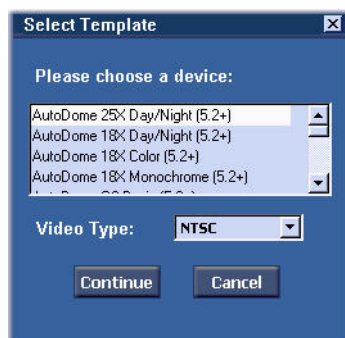 Select Template
Please choose a device:
AutoDome 25X Day/Night (5.2+)
AutoDome 18X Day/Night (5.2+)
AutoDome 18X Color (5.2+)
AutoDome 18X Monochrome (5.2+)
Video Type: NTSC
Continue Cancel